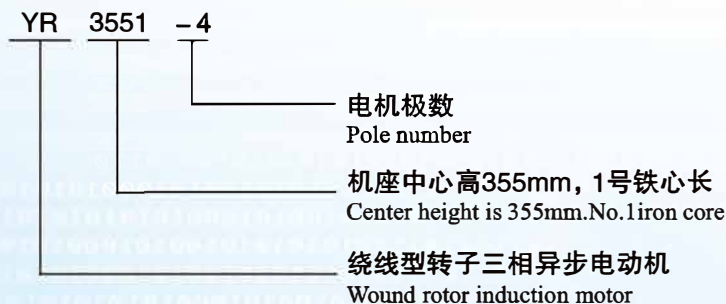 YR 3551 -4
电机极数
Pole number
机座中心高355mm，1号铁心长
Center height is 355mm.No.1iron core
绕线型转子三相异步电动机
Wound rotor induction motor